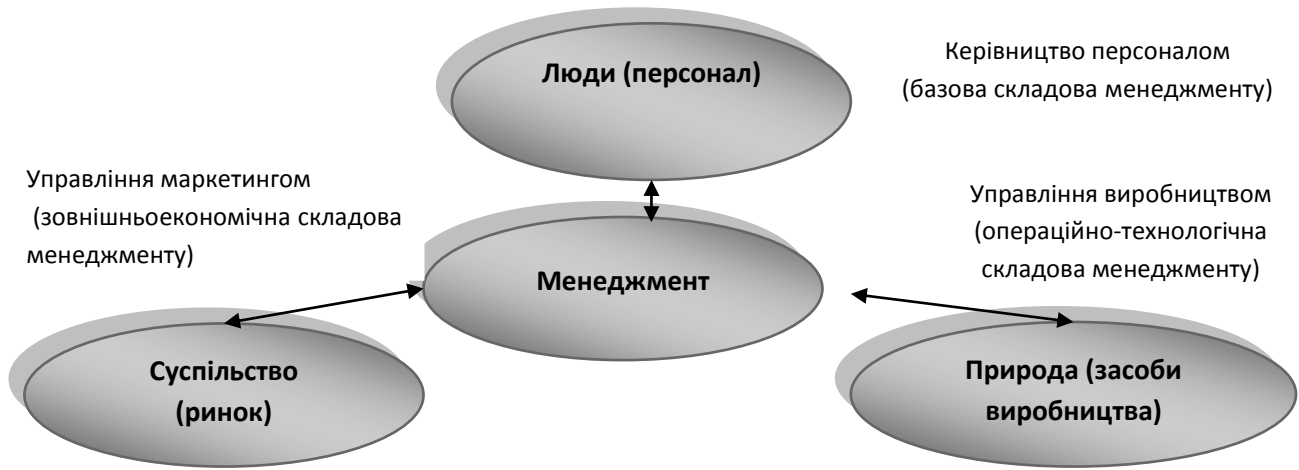 Люди (персонал)
Керівництво персоналом
(базова складова менеджменту)
Управління маркетингом
(зовнішньоекономічна складова
менеджменту)
Управління виробництвом
(операційно-технологічна
складова менеджменту)
Менеджмент
Суспільство
(ринок)
Природа (засоби
виробництва)